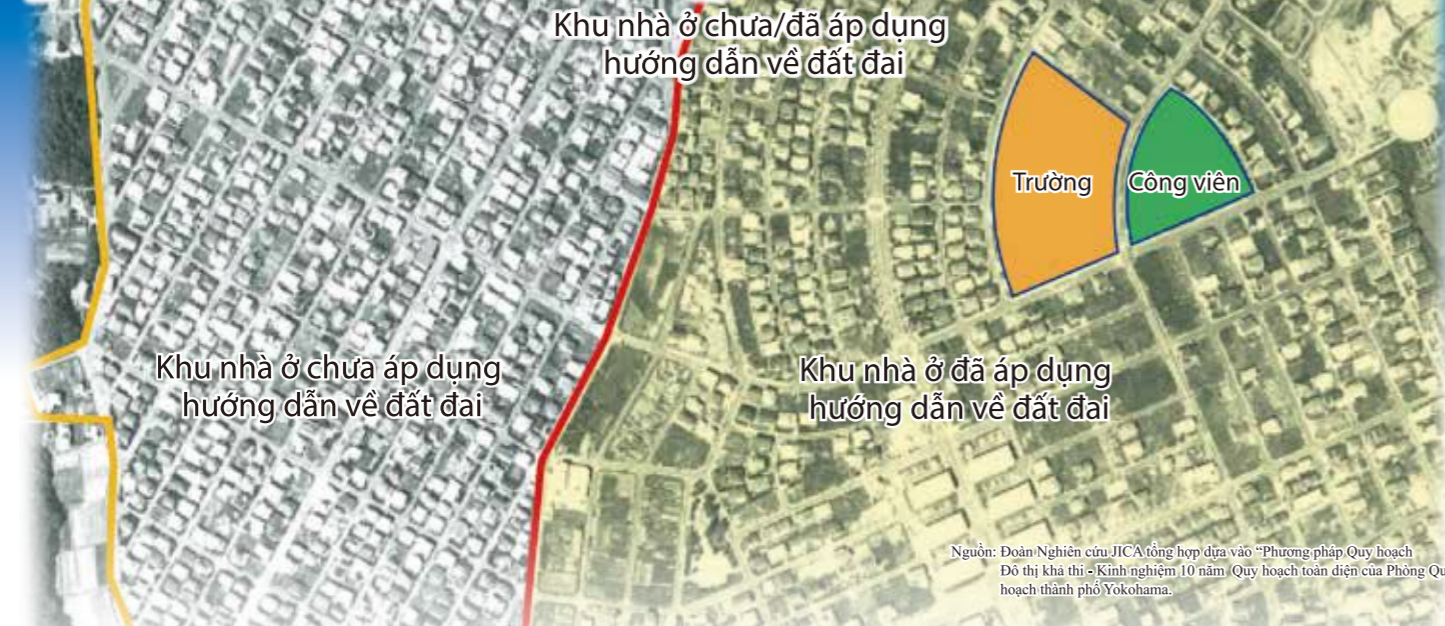 Khu nhà ở chưa/đã áp dụng
hướng dẫn về đất đai
Trường
Công viên
Khu nhà ở chưa áp dụng
hướng dẫn về đất đai
Khu nhà ở đã áp dụng
hướng dẫn về đất đai
Nguồn: Đoàn Nghiên cứu JICA tổng hợp dựa vào “Phương pháp Quy hoạch
Đô thị khả thi - Kinh nghiệm 10 năm Quy hoạch toàn diện của Phòng
hoạch thành phố Yokohama.